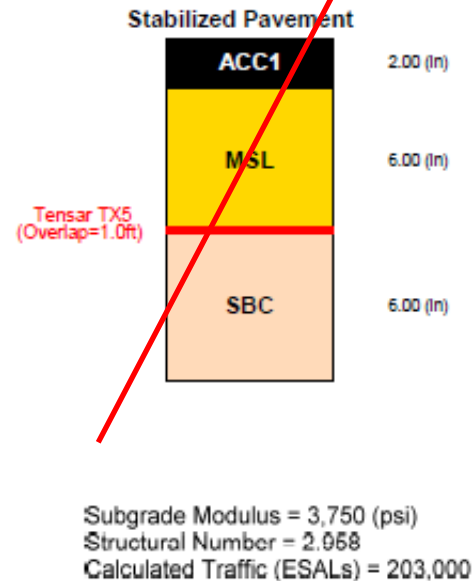 Stabilized Pavement
ACC1 2.00 (in)
MSL 6.00 (in)
Tensar TX5
(Overlap=1.0ft)
SBC 6.00 (in)
Subgrade Modulus = 3,750 (psi)
Structural Number = 2.958
Calculated Traffic (ESALs) = 203,000